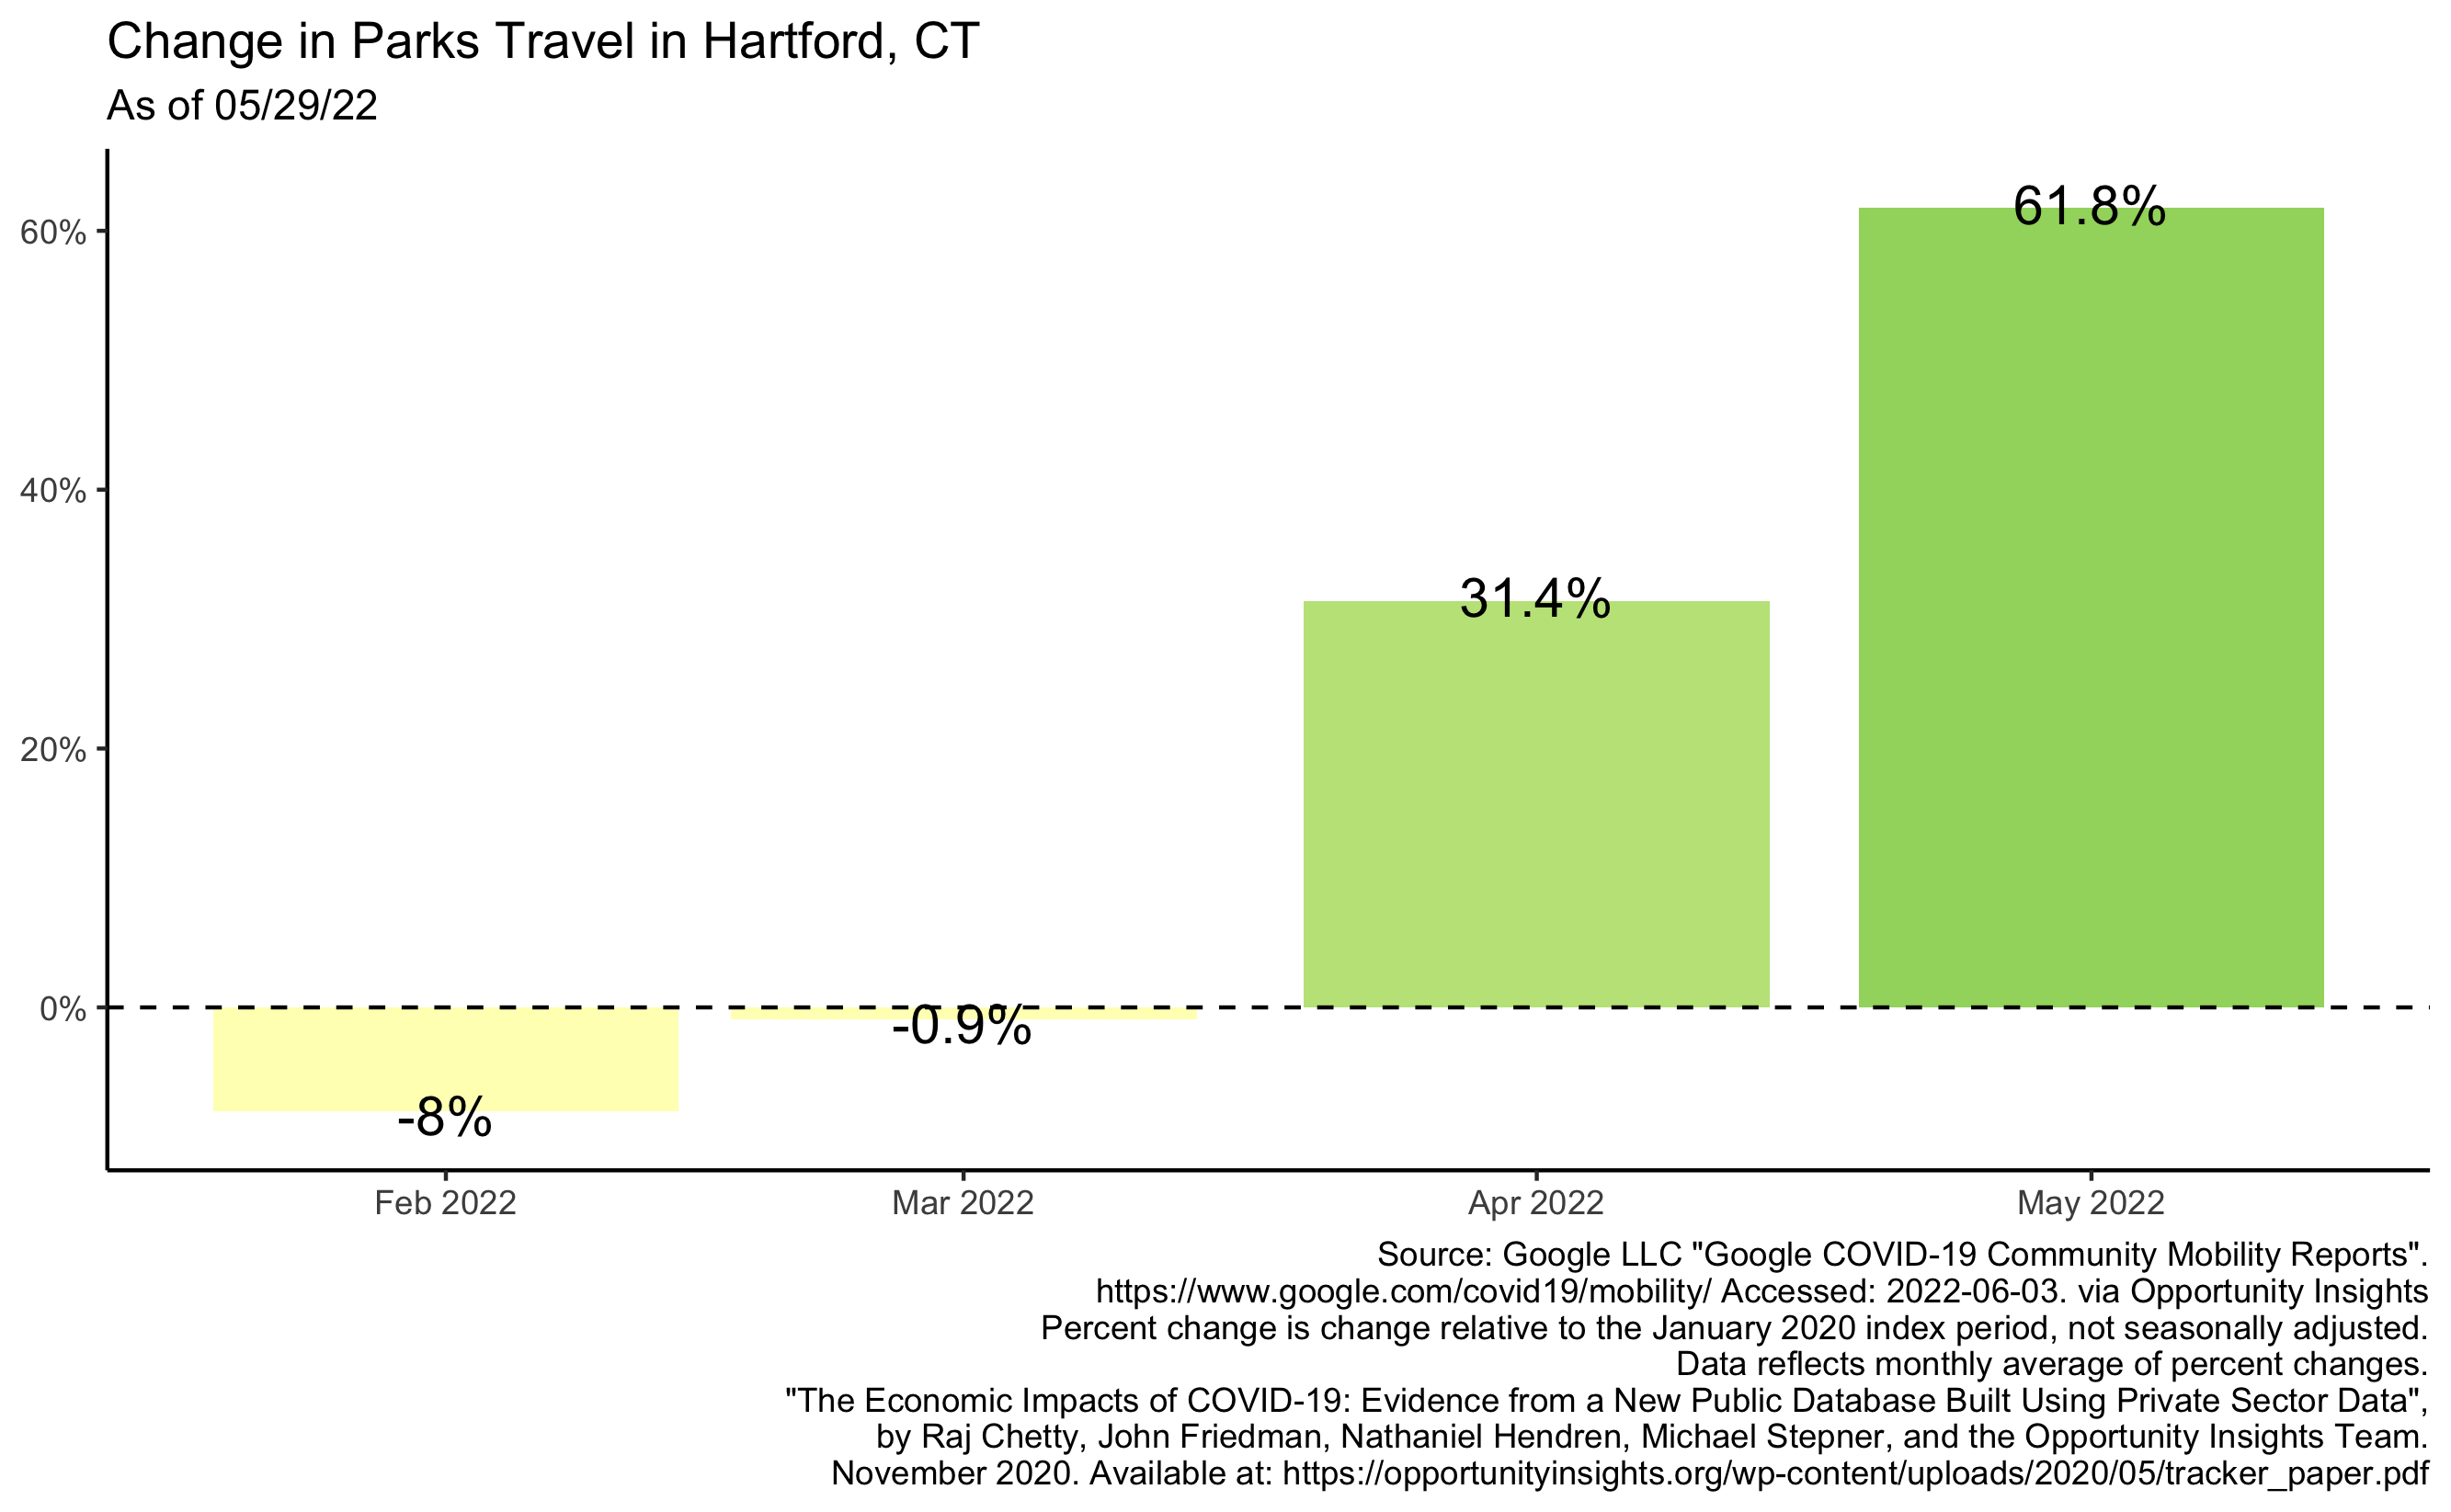 Change in Parks Travel in Hartford, CT
As of 05/29/22
60%
40%
20%
0%
-8%
-0.9%
31.4%
61.8%
Feb 2022
Mar 2022
Apr 2022
May 2022
Source: Google LLC "Google COVID-19 Community Mobility Reports".
https://www.google.com/covid19/mobility/ Accessed: 2022-06-03. via Opportunity Insights
Percent change is change relative to the January 2020 index period, not seasonally adjusted.
Data reflects monthly average of percent changes.
"The Economic Impacts of COVID-19: Evidence from a New Public Database Built Using Private Sector Data",
by Raj Chetty, John Friedman, Nathaniel Hendren, Michael Stepner, and the Opportunity Insights Team.
November 2020. Available at: https://opportunityinsights.org/wp-content/uploads/2020/05/tracker_paper.pdf